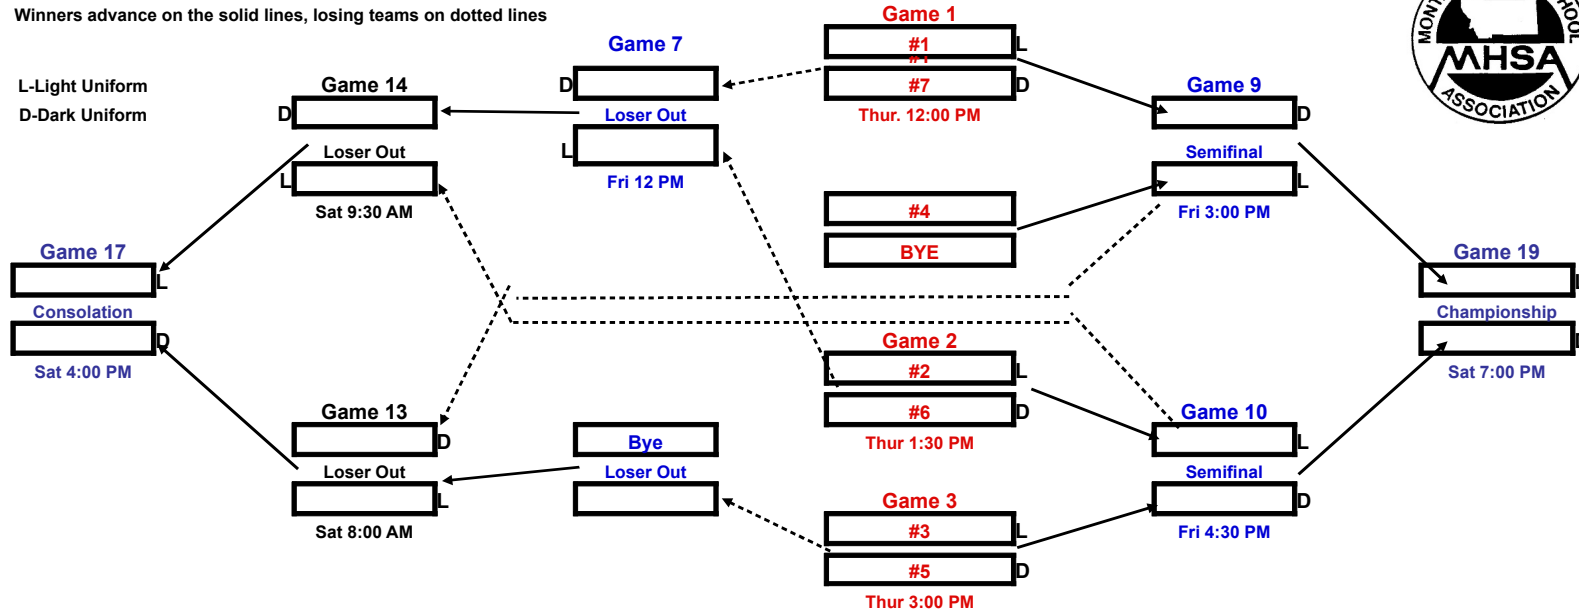 Winners advance on the solid lines, losing teams on dotted lines
L-Light Uniform
D-Dark Uniform
Game 14
D
Loser Out
L
Sat 9:30 AM
Game 17
L
Consolation
D
Sat 4:00 PM
Game 13
D
Loser Out
L
Sat 8:00 AM
Game 7
D
Loser Out
L
Fri 12 PM
Bye
Loser Out
Game 1
#1
L
#7
D
Thur. 12:00 PM
#4
BYE
Game 2
#2
L
#6
D
Thur 1:30 PM
Game 3
#3
L
#5
D
Thur 3:00 PM
Game 9
D
Semifinal
L
Fri 3:00 PM
Game 10
L
Semifinal
D
Fri 4:30 PM
Game 19
Championship
Sat 7:00 PM
MHSA
ASSOCIATION